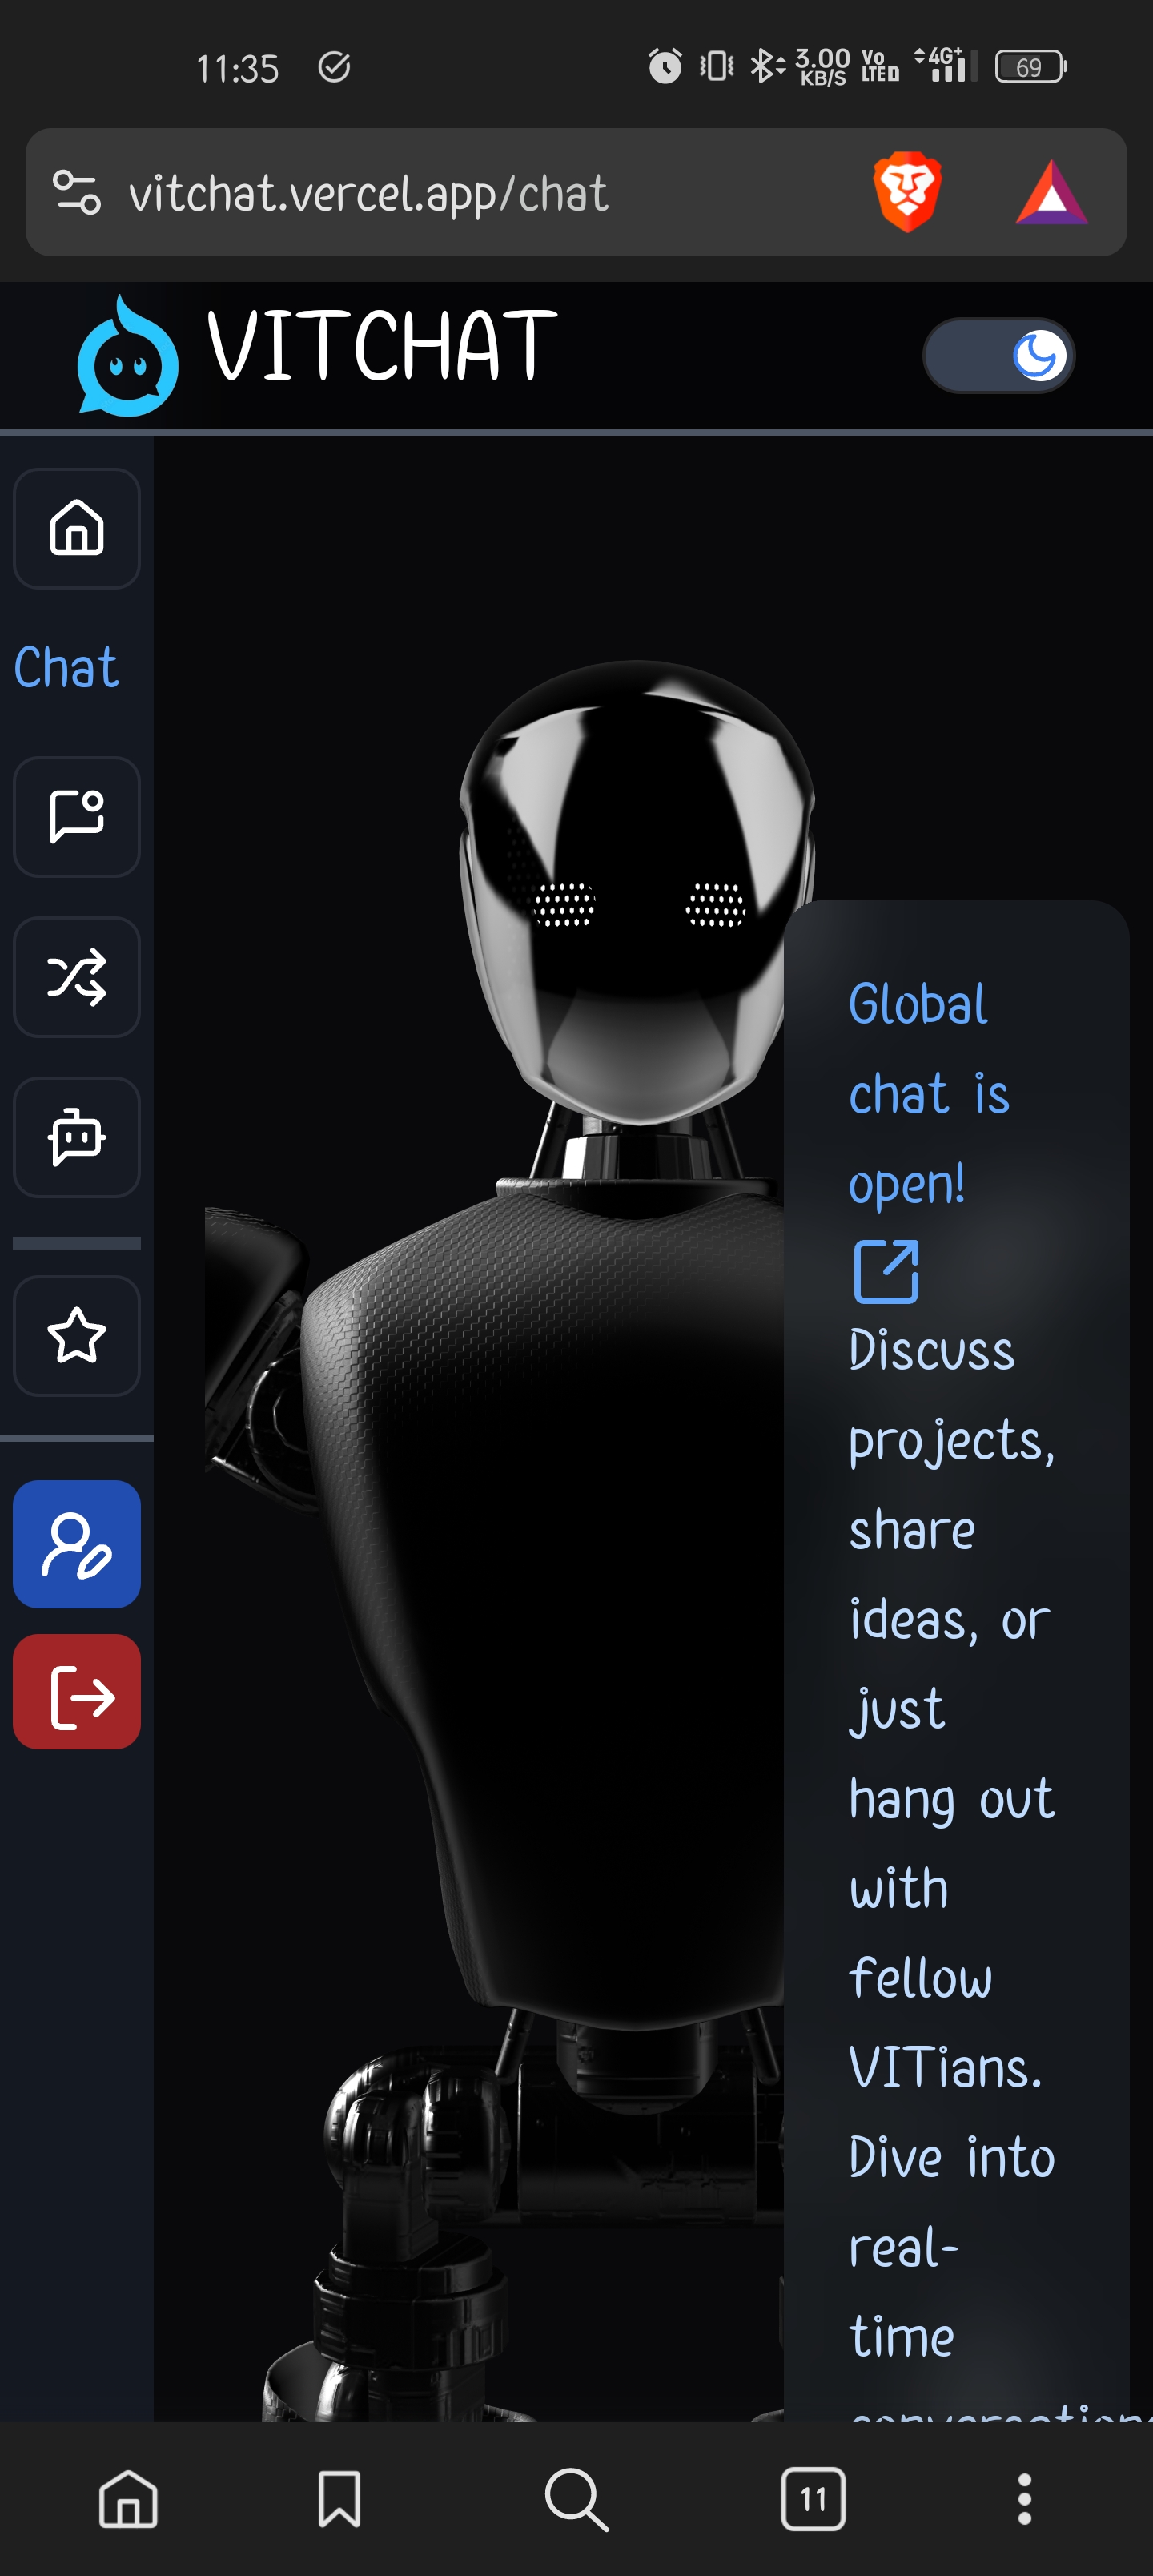 11:35
3.00
KB/S
Vo
LTE D
4G+
69
vitchat.vercel.app/chat
VITCHAT
Chat
Global
chat is
open!
Discuss
projects,
share
ideas, or
just
hang out
with
fellow
VITians.
Dive into
real-
time
11